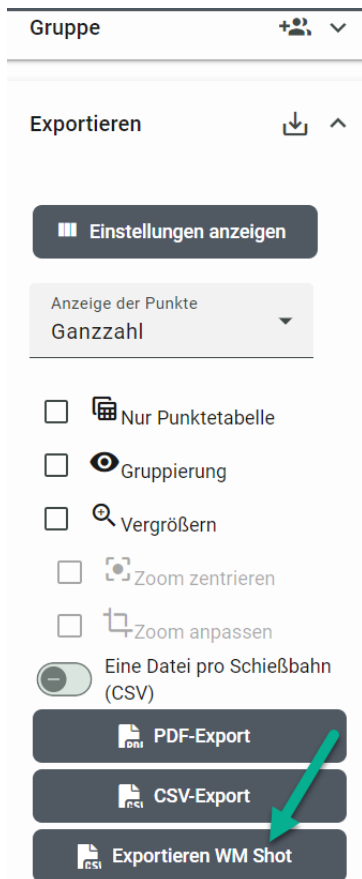 Gruppe
Exportieren
Einstellungen anzeigen
Anzeige der Punkte
Ganzzahl
Nur Punktetabelle
Gruppierung
Vergrößern
Zoom zentrieren
Zoom anpassen
Eine Datei pro Schießbahn
(CSV)
PDF-Export
CSV-Export
Exportieren WM Shot